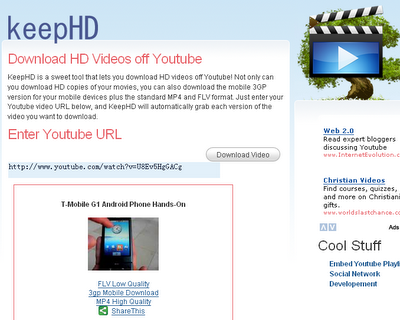 keepHD
Download HD Videos off Youtube
KeepHD is a sweet tool that lets you download HD videos off Youtube! Not only can
you download HD copies of your movies, you can also download the mobile 3GP
version for your mobile devices plus the standard MP4 and FLV format. Just enter your
Youtube video URL below, and KeepHD will automatically grab each version of the
video you want to download.
Enter Youtube URL
Download Video
http://www.youtube.com/watch?v=U8Ev5HgGACg
T-Mobile G1 Android Phone Hands-On
FLV Low Quality
3gp Mobile Download
MP4 High Quality
ShareThis
Web 2.0
Read expert bloggers
discussing Youtube
www.InternetEvolution.c
Christian Videos
Find courses, quizzes,
and more on Christiani
gifts.
www.worldslastchance.c
Ads
Cool Stuff
Embed Youtube Playli
Social Network
Developement